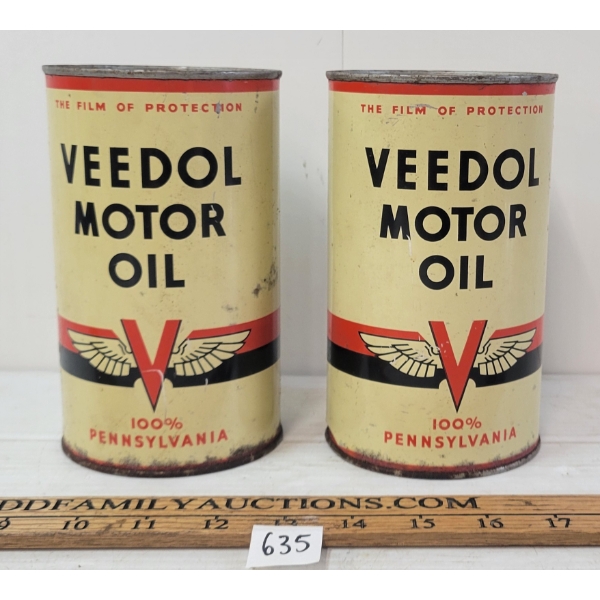 THE FILM OF PROTECTION
VEEDOL
MOTOR
OIL
V
100%
PENNSYLVANIA
THE FILM OF PROTECTION
VEEDOL
MOTOR
OIL
V
100%
PENNSYLVANIA
DDFAMILYAUCTIONS.COM
9 10 11 12 13 14 15 16 17
635